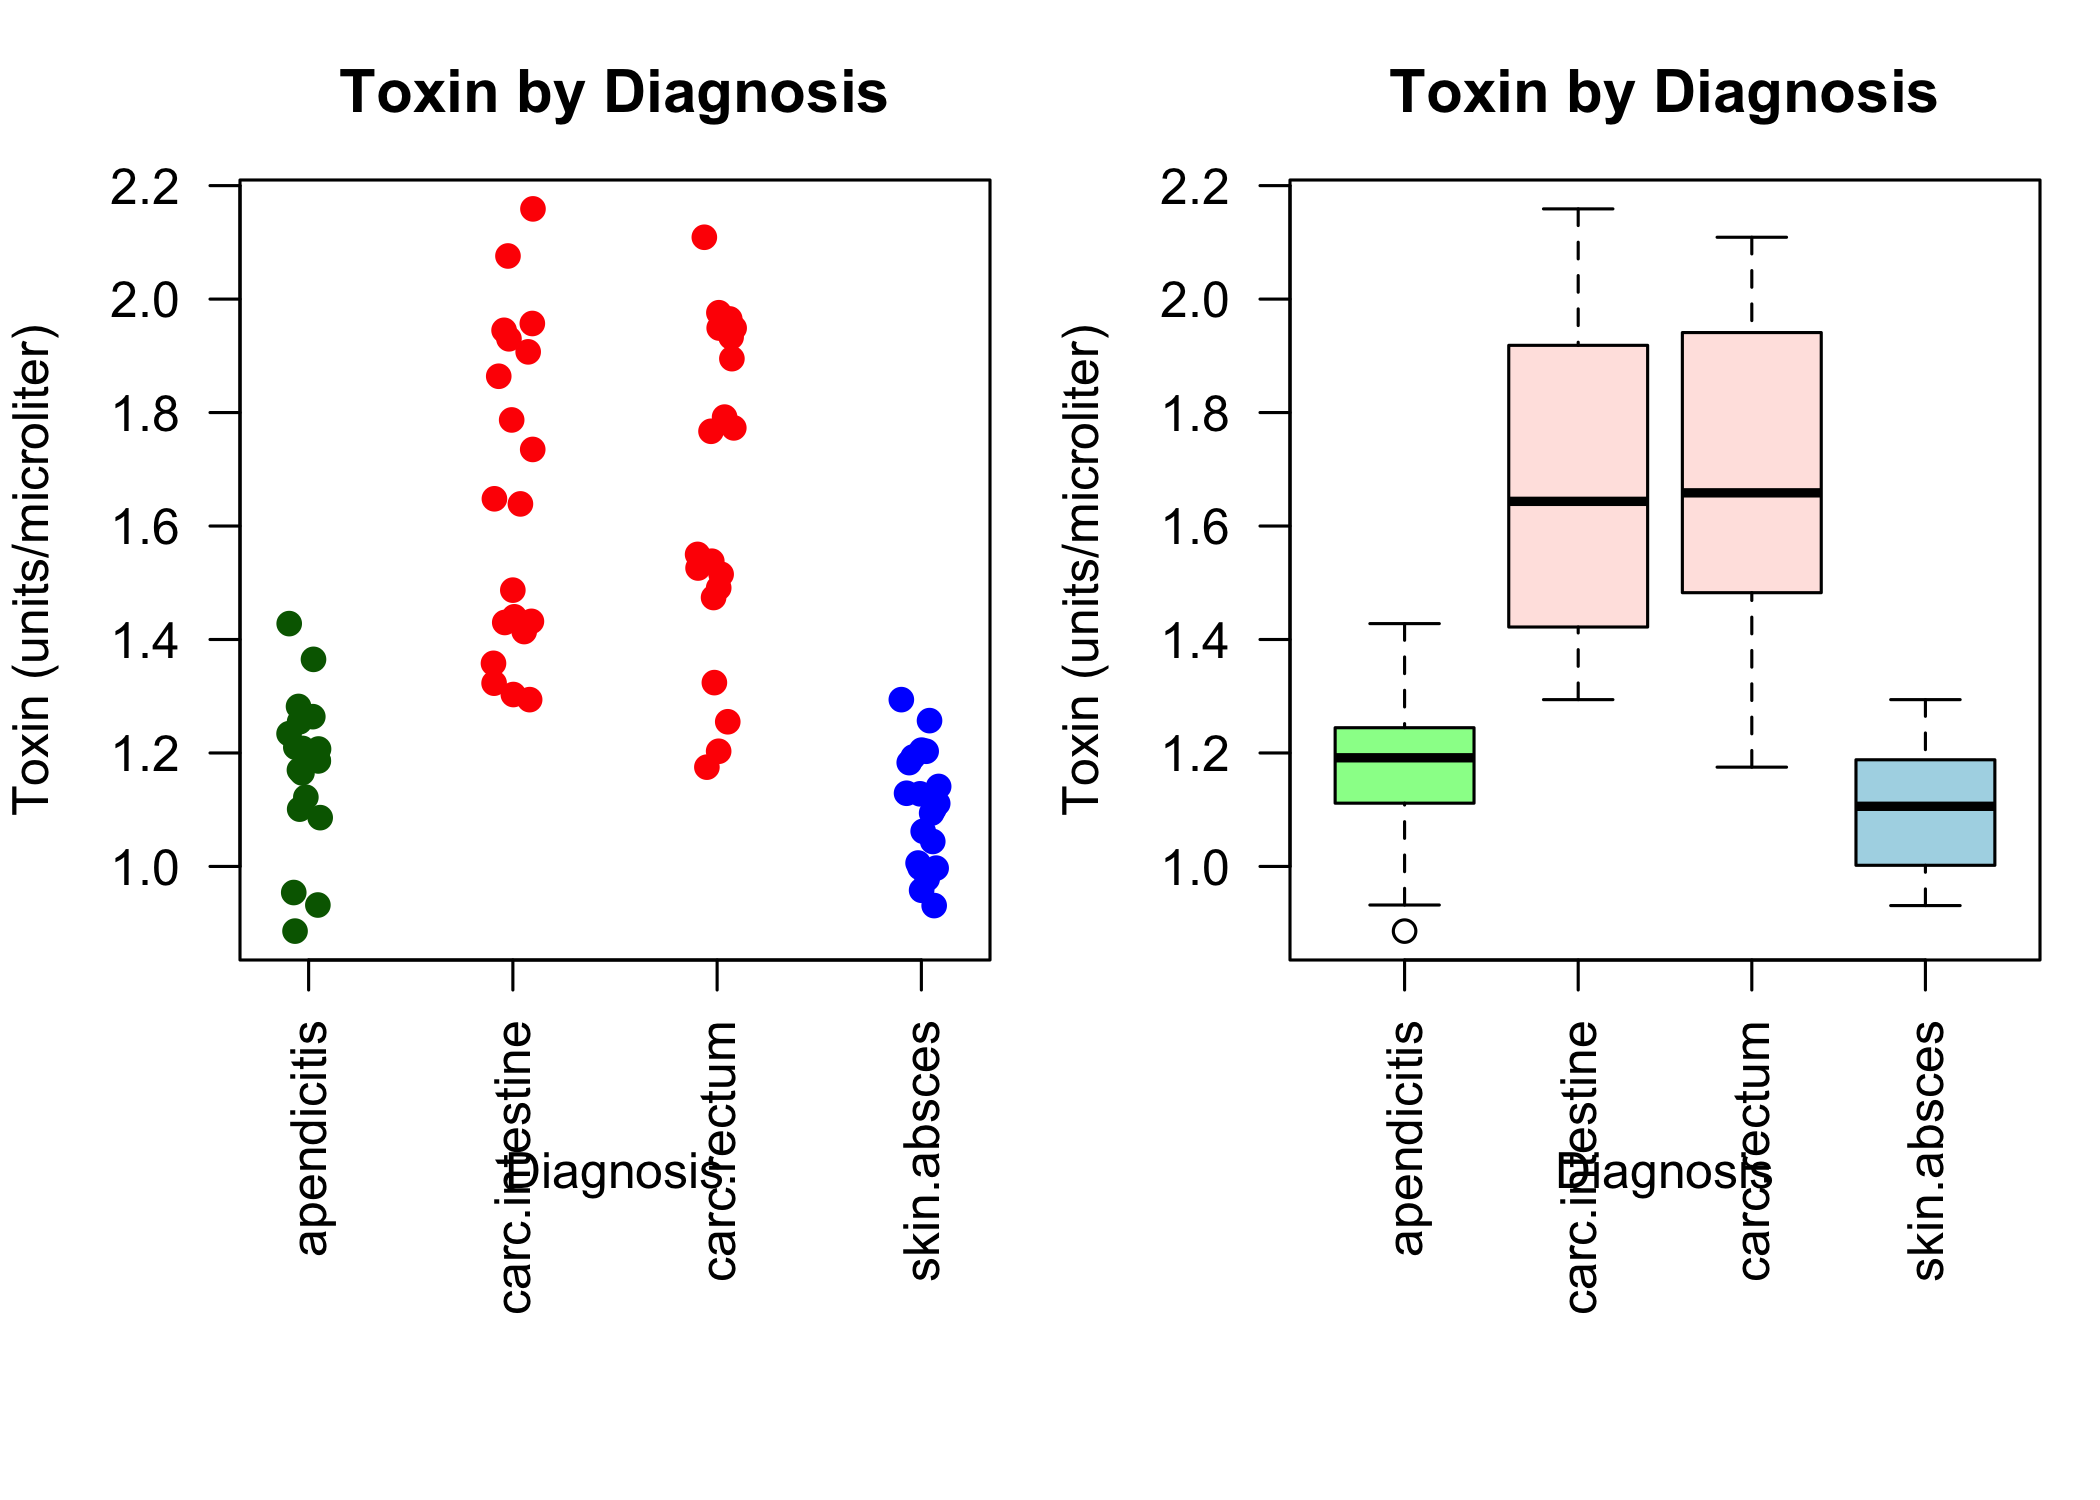 Toxin by Diagnosis
Toxin (units/microliter)
2.2
2.0
1.8
1.6
1.4
1.2
1.0
apendicitis
carc.intestine
carc.rectum
skin.absces
Diagnosis
Toxin by Diagnosis
Toxin (units/microliter)
2.2
2.0
1.8
1.6
1.4
1.2
1.0
apendicitis
carc.intestine
carc.rectum
skin.absces
Diagnosis